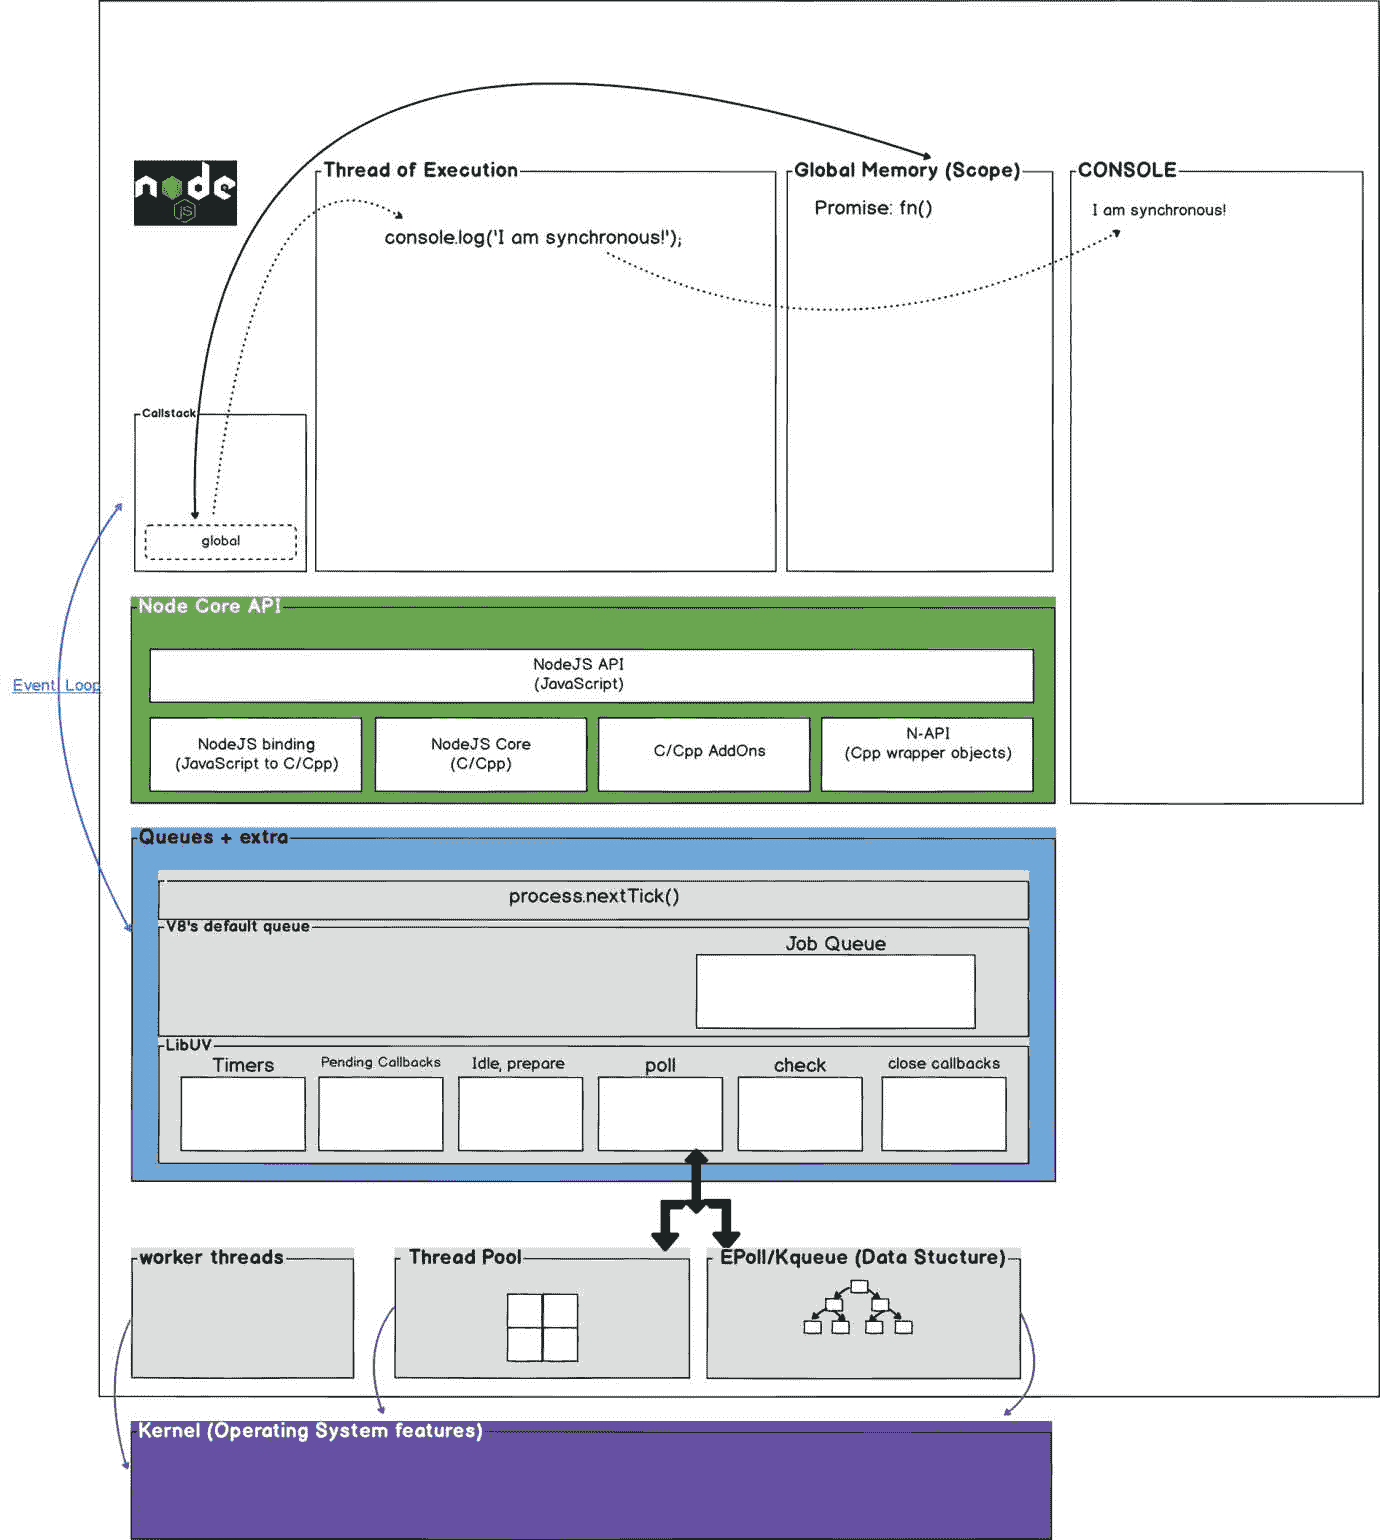 node
JS
Thread of Execution
Global Memory (Scope)
CONSOLE
Promise: fn()
I am synchronous!
console.log('I am synchronous!');
Callstack
global
Event Loop
Node Core API
NodeJS API
(JavaScript)
NodeJS binding
(JavaScript to C/Cpp)
NodeJS Core
(C/Cpp)
C/Cpp AddOns
N-API
(Cpp wrapper objects)
Queues + extra
process.nextTick()
V8's default queue
Job Queue
LibUV
Timers
Pending Callbacks
Idle, prepare
poll
check
close callbacks
worker threads
Thread Pool
EPoll/Kqueue (Data Stucture)
Kernel (Operating System features)